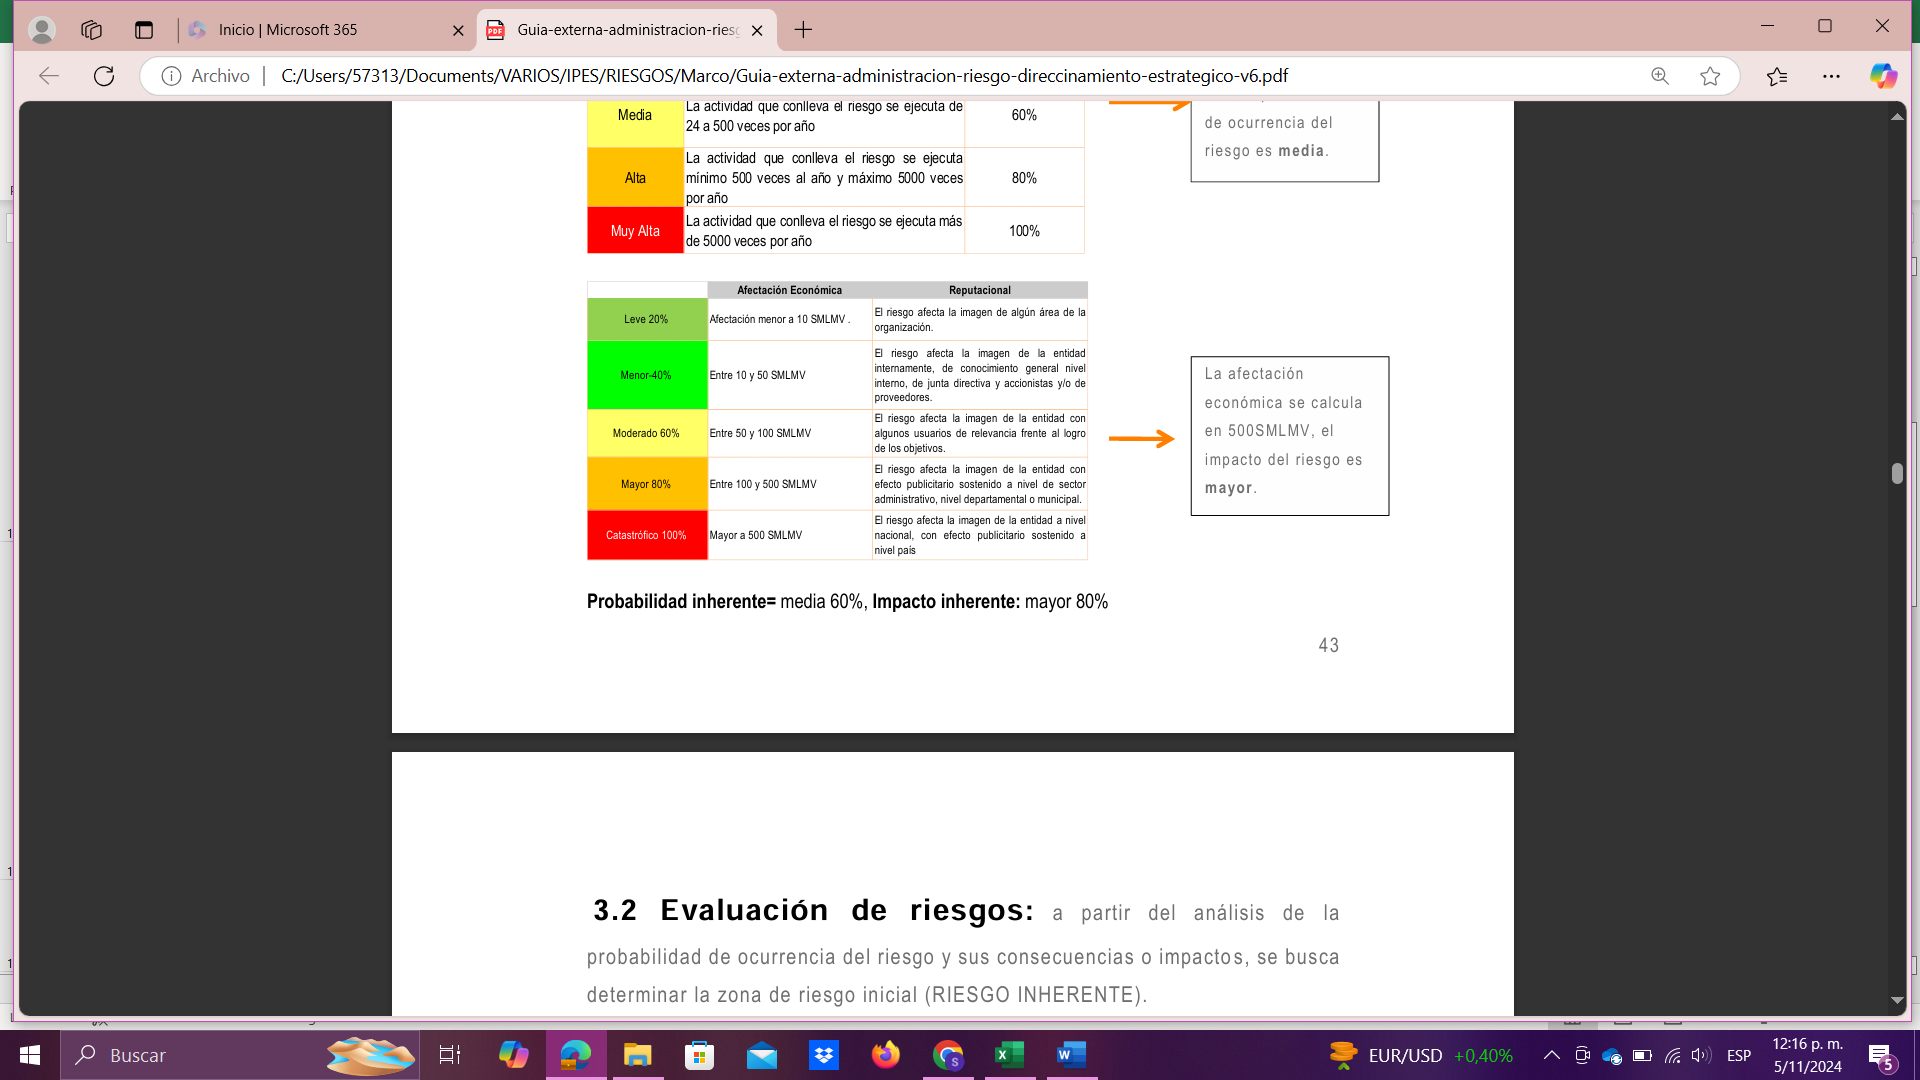 Inicio | Microsoft 365
Guia-externa-administracion-riesg
Archivo
C:/Users/57313/Documents/VARIOS/IPES/RIESGOS/Marco/Guia-externa-administracion-riesgo-direccinamiento-estrategico-v6.pdf
Media
La actividad que conlleva el riesgo se ejecuta de
24 a 500 veces por año
60%
Alta
La actividad que conlleva el riesgo se ejecuta
mínimo 500 veces al año y máximo 5000 veces
por año
80%
Muy Alta
La actividad que conlleva el riesgo se ejecuta más
de 5000 veces por año
100%
de ocurrencia del
riesgo es media.
Afectación Económica
Reputacional
Leve 20%
Afectación menor a 10 SMLMV .
El riesgo afecta la imagen de algún área de la
organización.
Menor-40%
Entre 10 y 50 SMLMV
El riesgo afecta la imagen de la entidad
internamente, de conocimiento general nivel
interno, de junta directiva y accionistas y/o de
proveedores.
Moderado 60%
Entre 50 y 100 SMLMV
El riesgo afecta la imagen de la entidad con
algunos usuarios de relevancia frente al logro
de los objetivos.
Mayor 80%
Entre 100 y 500 SMLMV
El riesgo afecta la imagen de la entidad con
efecto publicitario sostenido a nivel de sector
administrativo, nivel departamental o municipal.
Catastrófico 100%
Mayor a 500 SMLMV
El riesgo afecta la imagen de la entidad a nivel
nacional, con efecto publicitario sostenido a
nivel país
La afectación
económica se calcula
en 500SMLMV, el
impacto del riesgo es
mayor.
Probabilidad inherente= media 60%, Impacto inherente: mayor 80%
43
3.2 Evaluación de riesgos: a partir del análisis de la
probabilidad de ocurrencia del riesgo y sus consecuencias o impactos, se busca
determinar la zona de riesgo inicial (RIESGO INHERENTE).
Buscar
EUR/USD +0,40%
ESP
12:16 p. m.
5/11/2024
5